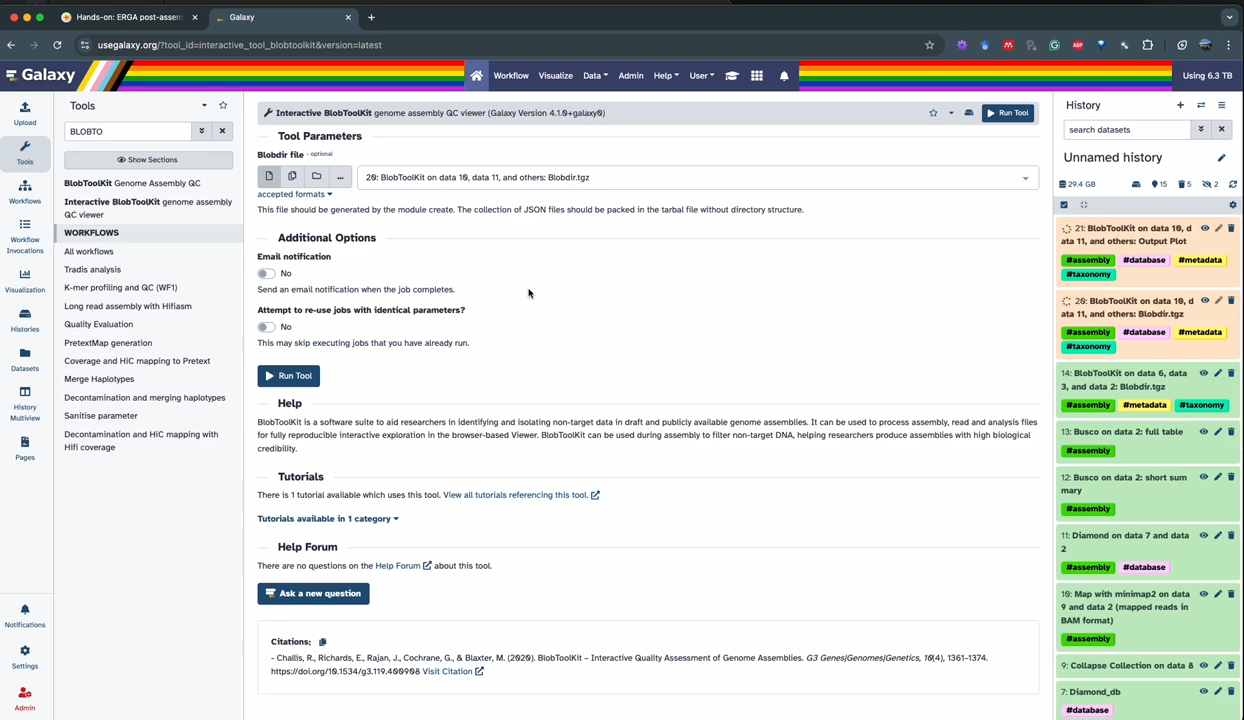 Hands-on: ERGA post-assem
Galaxy
usegalaxy.org/?tool_id=interactive_tool_blobtoolkit&version=latest
Galaxy
Workflow
Visualize
Data
Admin
Help
User
Using 6.3 TB
Upload
Tools
Workflows
Workflow
Invocations
Visualization
Histories
Datasets
History
Multiview
Pages
Notifications
Settings
Admin
Tools
BLOBTO
Show Sections
BlobToolKit Genome Assembly QC
Interactive BlobToolKit genome assembly
QC viewer
WORKFLOWS
All workflows
Tradis analysis
K-mer profiling and QC (WF1)
Long read assembly with Hifiasm
Quality Evaluation
PretextMap generation
Coverage and HiC mapping to Pretext
Merge Haplotypes
Decontamination and merging haplotypes
Sanitise parameter
Decontamination and HiC mapping with
Hifi coverage
Interactive BlobToolKit genome assembly QC viewer (Galaxy Version 4.1.0+galaxy0)
Run Tool
Tool Parameters
Blobdir file - optional
20: BlobToolKit on data 10, data 11, and others: Blobdir.tgz
accepted formats
This file should be generated by the module create. The collection of JSON files should be packed in the tarbal file without directory structure.
Additional Options
Email notification
No
Send an email notification when the job completes.
Attempt to re-use jobs with identical parameters?
No
This may skip executing jobs that you have already run.
Run Tool
Help
BlobToolKit is a software suite to aid researchers in identifying and isolating non-target data in draft and publicly available genome assemblies. It can be used to process assembly, read and analysis files
for fully reproducible interactive exploration in the browser-based Viewer. BlobToolKit can be used during assembly to filter non-target DNA, helping researchers produce assemblies with high biological
credibility.
Tutorials
There is 1 tutorial available which uses this tool. View all tutorials referencing this tool.
Tutorials available in 1 category
Help Forum
There are no questions on the Help Forum about this tool.
Ask a new question
Citations:
- Challis, R., Richards, E., Rajan, J., Cochrane, G., & Blaxter, M. (2020). BlobToolKit – Interactive Quality Assessment of Genome Assemblies. G3 Genes|Genomes|Genetics, 10(4), 1361–1374.
https://doi.org/10.1534/g3.119.400908 Visit Citation
History
search datasets
Unnamed history
29.4 GB
15
5
2
21: BlobToolKit on data 10, d
ata 11, and others: Output Plot
#assembly #database #metadata
#taxonomy
20: BlobToolKit on data 10, d
ata 11, and others: Blobdir.tgz
#assembly #database #metadata
#taxonomy
14: BlobToolKit on data 6, data
3, and data 2: Blobdir.tgz
#assembly #metadata #taxonomy
13: Busco on data 2: full table
#assembly
12: Busco on data 2: short sum
mary
#assembly
11: Diamond on data 7 and data
2
#assembly #database
10: Map with minimap2 on data
9 and data 2 (mapped reads in
BAM format)
#assembly
9: Collapse Collection on data 8
7: Diamond_db
#database